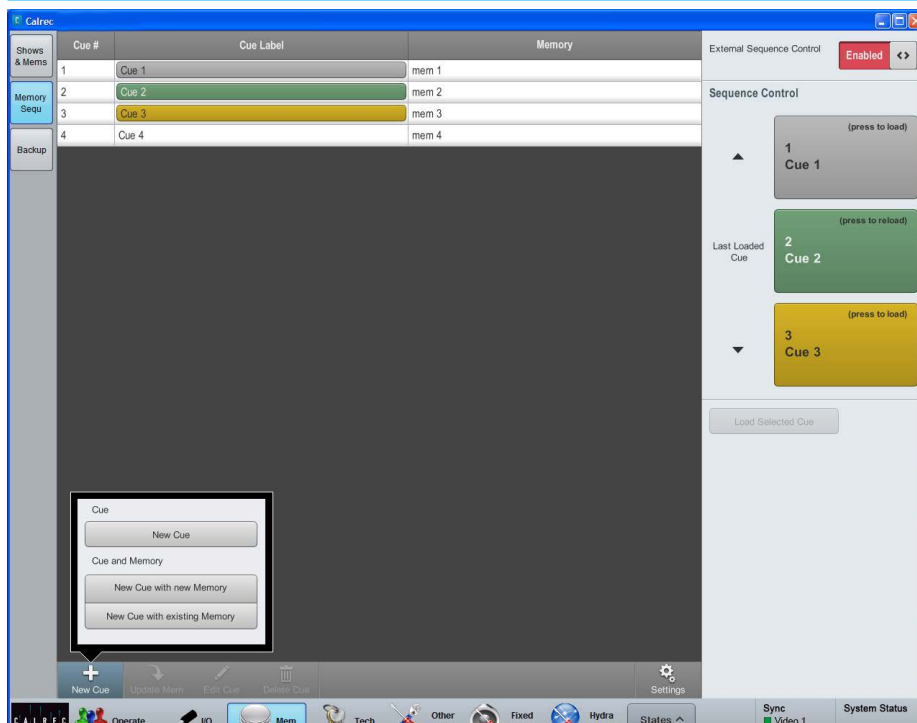 Calrec
Shows & Mems
Memory Sequ
Backup
Cue # Cue Label Memory
1 Cue 1 mem 1
2 Cue 2 mem 2
3 Cue 3 mem 3
4 Cue 4 mem 4
External Sequence Control Enabled <>
Sequence Control
(press to load)
1
Cue 1
Last Loaded Cue
(press to reload)
2
Cue 2
(press to load)
3
Cue 3
Load Selected Cue
Cue
New Cue
Cue and Memory
New Cue with new Memory
New Cue with existing Memory
New Cue Update Mem Edit Cue Delete Cue Settings
CALREC Operate I/O Mem Tech Other Fixed Hydra States
Sync
Video 1
System Status